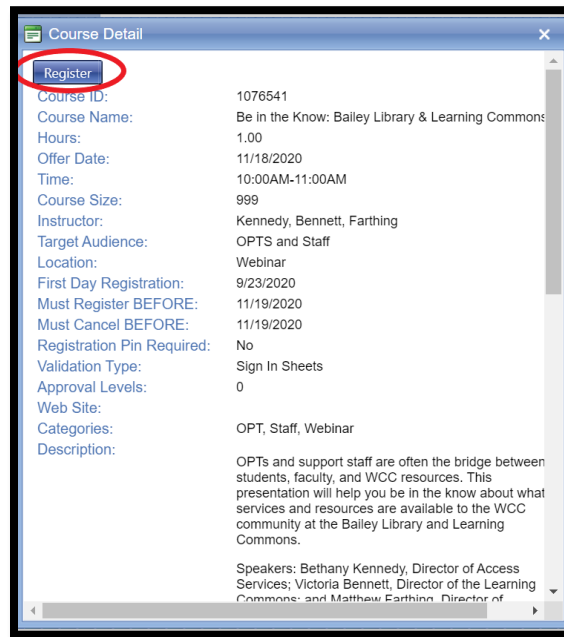 Course Detail
Register
Course ID: 1076541
Course Name: Be in the Know: Bailey Library & Learning Commons
Hours: 1.00
Offer Date: 11/18/2020
Time: 10:00AM-11:00AM
Course Size: 999
Instructor: Kennedy, Bennett, Farthing
Target Audience: OPTS and Staff
Location: Webinar
First Day Registration: 9/23/2020
Must Register BEFORE: 11/19/2020
Must Cancel BEFORE: 11/19/2020
Registration Pin Required: No
Validation Type: Sign In Sheets
Approval Levels: 0
Web Site:
Categories: OPT, Staff, Webinar
Description:
OPTs and support staff are often the bridge between
students, faculty, and WCC resources. This
presentation will help you be in the know about what
services and resources are available to the WCC
community at the Bailey Library and Learning
Commons.
Speakers: Bethany Kennedy, Director of Access
Services; Victoria Bennett, Director of the Learning
Commons; and Matthew Farthing, Director of